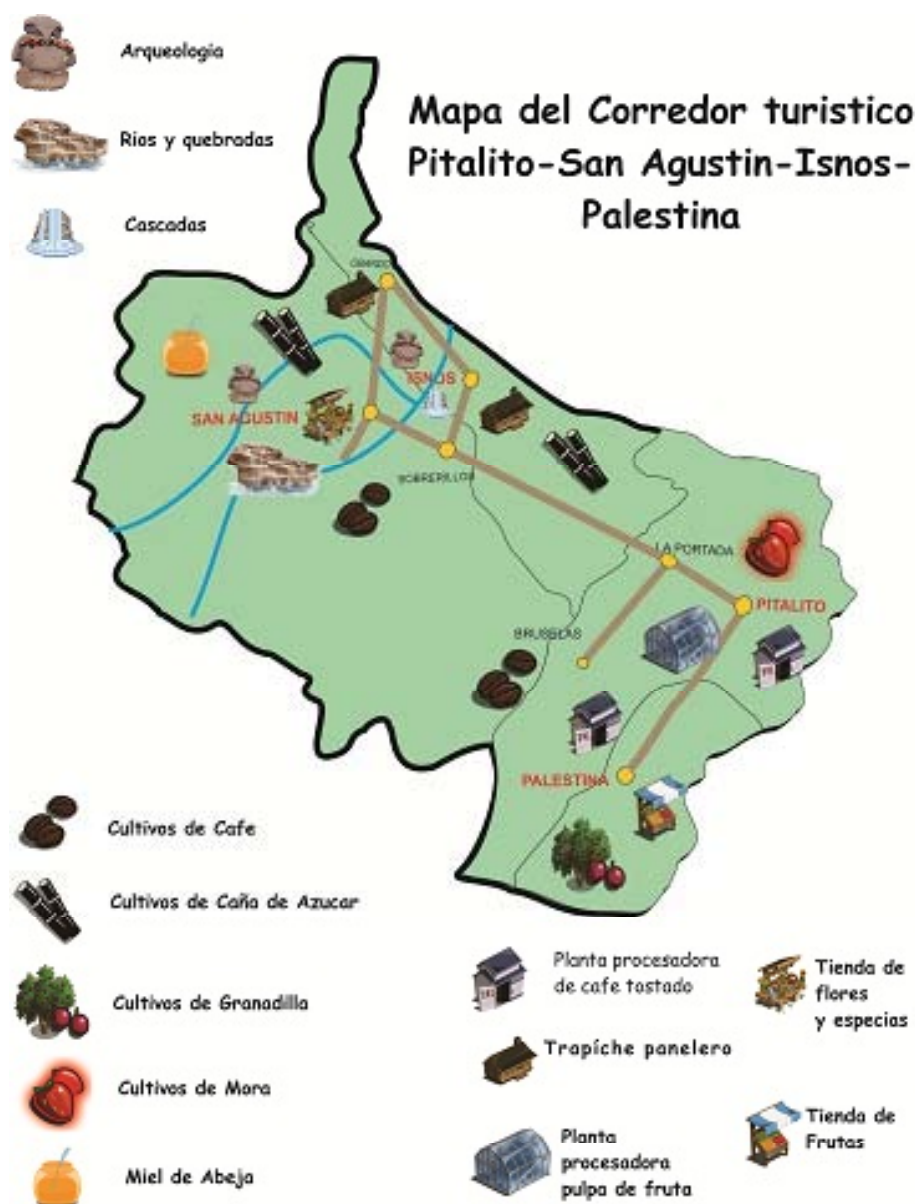 Arqueologia
Rios y quebradas
Cascadas
Mapa del Corredor turistico
Pitalito-San Agustin-Isnos-
Palestina
ISNOS
SAN AGUSTIN
LA PORTADA
PITALITO
BRUSELAS
PALESTINA
Cultivos de Cafe
Cultivos de Caña de Azucar
Cultivos de Granadilla
Cultivos de Mora
Miel de Abeja
Planta procesadora
de cafe tostado
Trapíche panelero
Planta
procesadora
pulpa de fruta
Tienda de
flores
y especias
Tienda de
Frutas